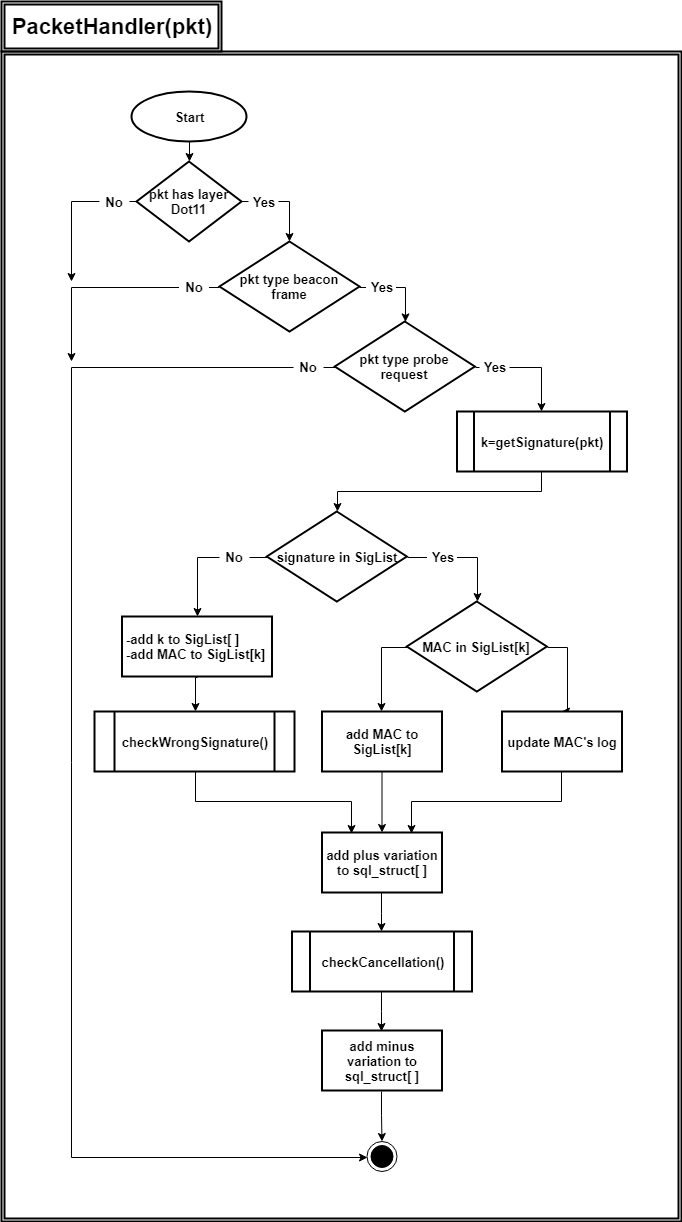 PacketHandler(pkt)
Start
pkt has layer
Dot11
No
Yes
pkt type beacon
frame
No
Yes
pkt type probe
request
No
Yes
k=getSignature(pkt)
signature in SigList
No
Yes
-add k to SigList[ ]
-add MAC to SigList[k]
MAC in SigList[k]
checkWrongSignature()
add MAC to
SigList[k]
update MAC's log
add plus variation
to sql_struct[ ]
checkCancellation()
add minus
variation to
sql_struct[ ]